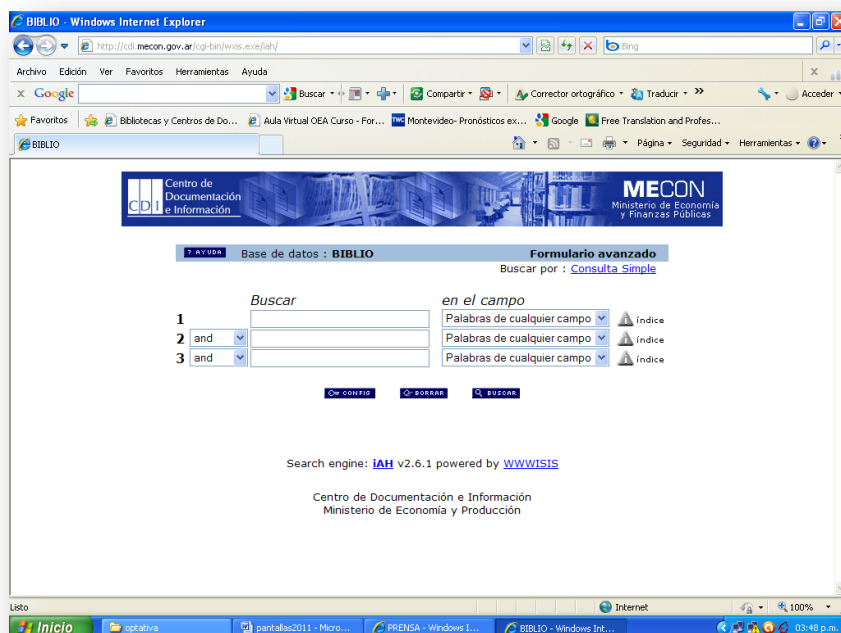 BIBLIO - Windows Internet Explorer
http://cdi.mecon.gov.ar/cgi-bin/wxis.exe/iah/
Bing
Archivo Edición Ver Favoritos Herramientas Ayuda
x Google Buscar Compartir Corrector ortográfico Traducir >> Acceder
Favoritos Bibliotecas y Centros de Do... Aula Virtual OEA Curso - For... TWC Montevideo- Pronósticos ex... Google Free Translation and Profes...
BIBLIO Página Seguridad Herramientas
Centro de
Documentación
e Información
CDI
MECON
Ministerio de Economía
y Finanzas Públicas
? AYUDA Base de datos : BIBLIO Formulario avanzado
Buscar por : Consulta Simple
Buscar en el campo
1 Palabras de cualquier campo índice
2 and Palabras de cualquier campo índice
3 and Palabras de cualquier campo índice
CONFIG BORRAR BUSCAR
Search engine: iAH v2.6.1 powered by WWWISIS
Centro de Documentación e Información
Ministerio de Economía y Producción
Listo Internet 100%
Inicio optativa pantallas2011 - Micro... PRENSA - Windows I... BIBLIO - Windows Int... 03:48 p.m.